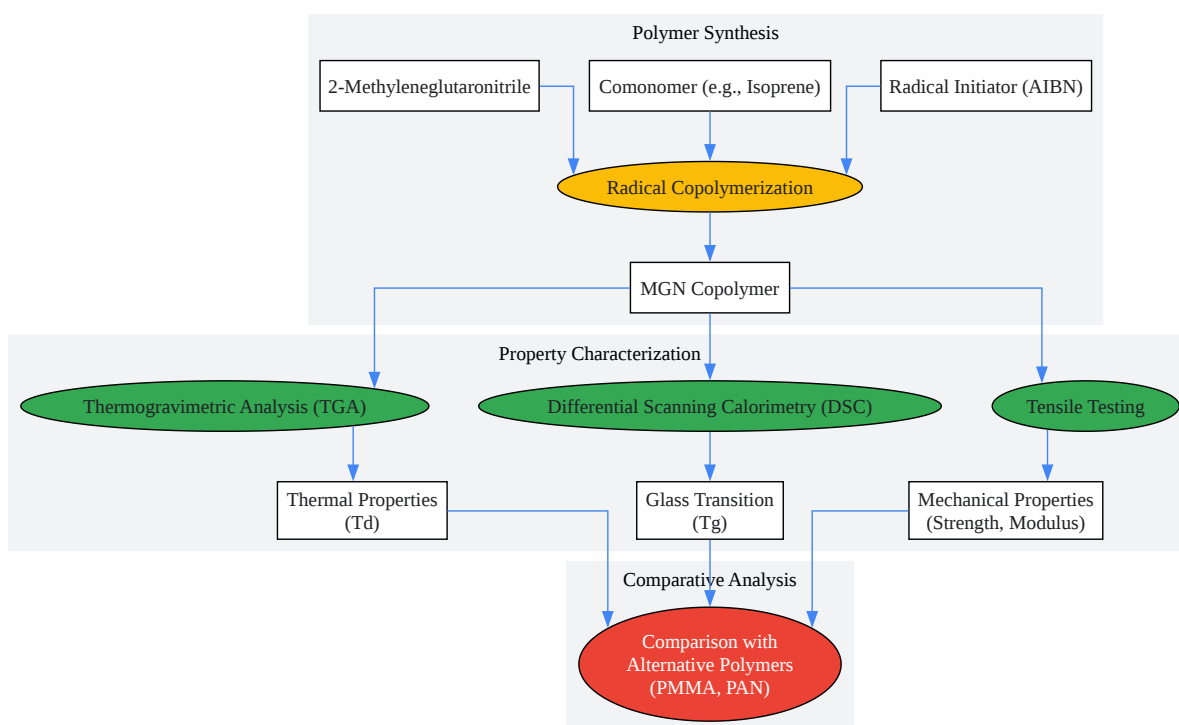 Polymer Synthesis
2-Methyleneglutaronitrile
Comonomer (e.g., Isoprene)
Radical Initiator (AIBN)
Radical Copolymerization
MGN Copolymer
Property Characterization
Thermogravimetric Analysis (TGA)
Differential Scanning Calorimetry (DSC)
Tensile Testing
Thermal Properties
(Td)
Glass Transition
(Tg)
Mechanical Properties
(Strength, Modulus)
Comparative Analysis
Comparison with
Alternative Polymers
(PMMA, PAN)